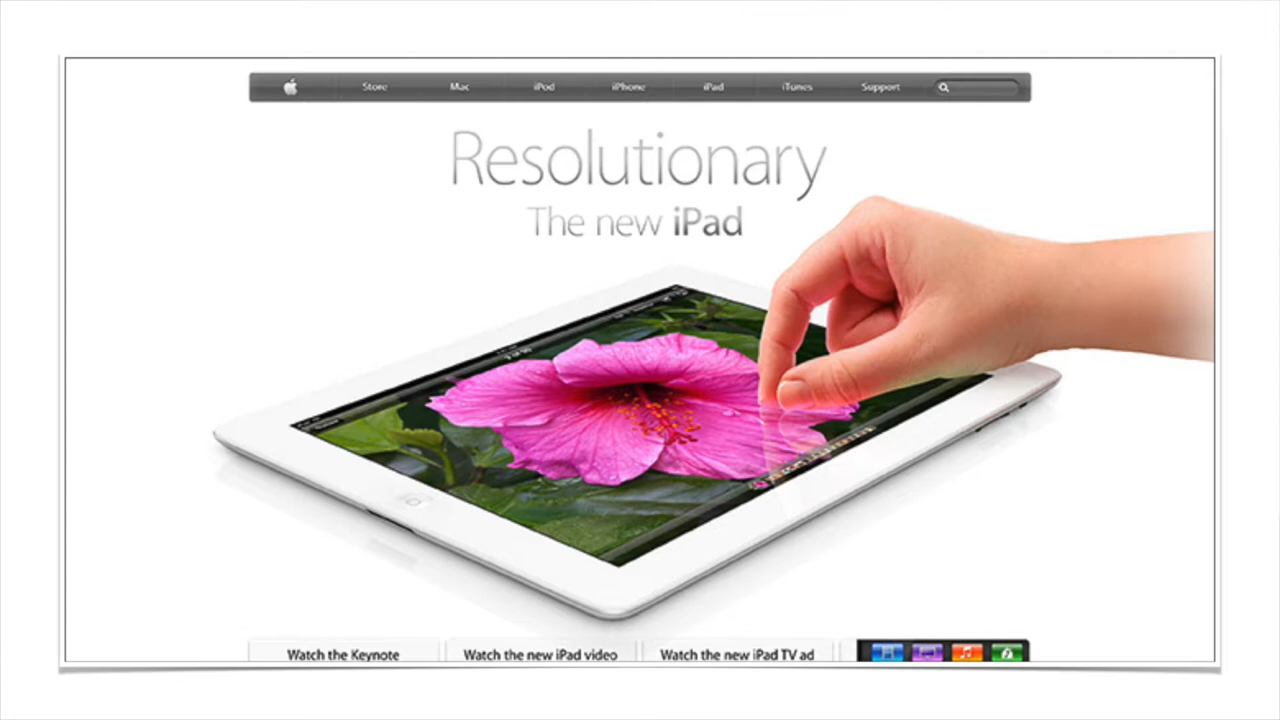 Store Mac iPod iPhone iPad iTunes Support
Resolutionary
The new iPad
Watch the Keynote Watch the new iPad video Watch the new iPad TV ad